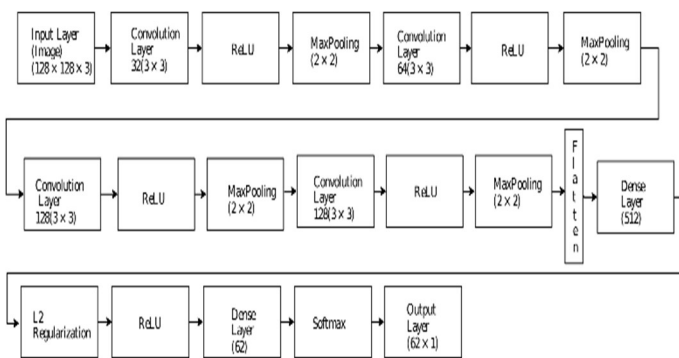 Input Layer
(Image)
(128 × 128 × 3)
Convolution
Layer
32(3 × 3)
ReLU
MaxPooling
(2 × 2)
Convolution
Layer
64(3 × 3)
ReLU
MaxPooling
(2 × 2)
Convolution
Layer
128(3 × 3)
ReLU
MaxPooling
(2 × 2)
Convolution
Layer
128(3 × 3)
ReLU
MaxPooling
(2 × 2)
Flatten
Dense
Layer
(512)
L2
Regularization
ReLU
Dense
Layer
(62)
Softmax
Output
Layer
(62 × 1)